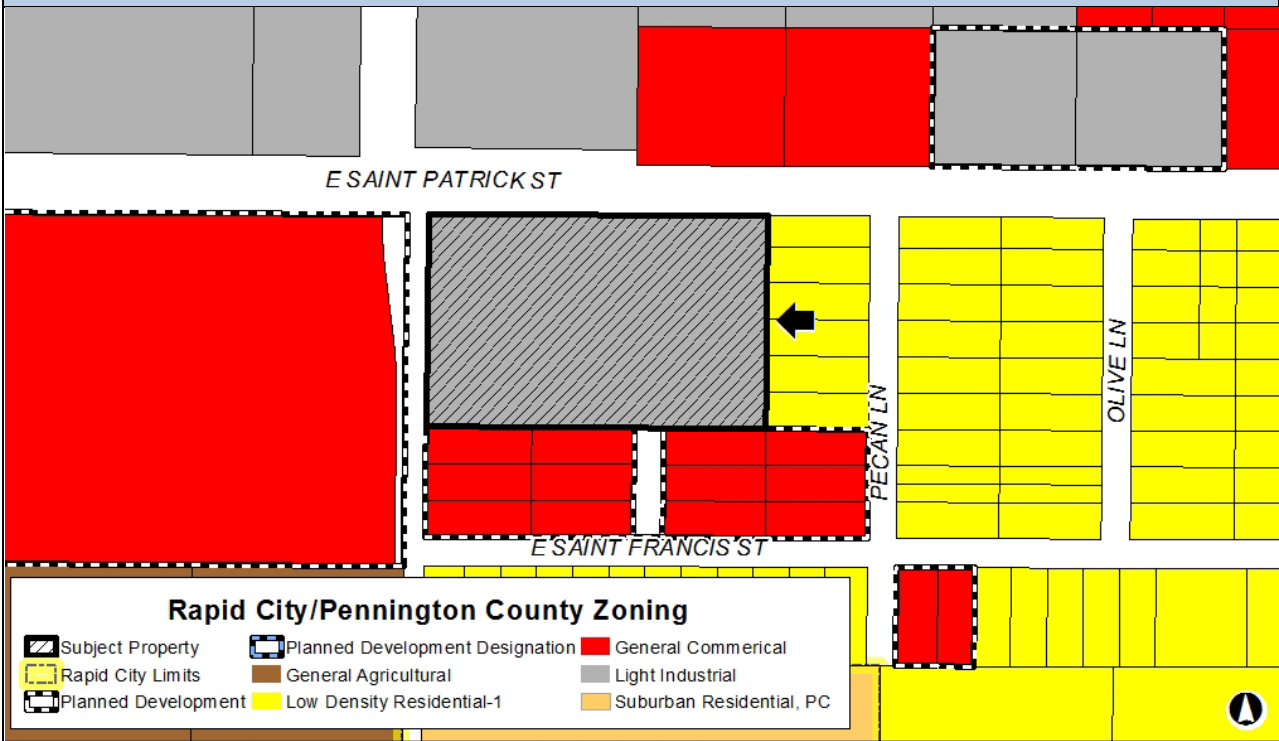 E SAINT PATRICK ST
OLIVE LN
PECAN LN
E SAINT FRANCIS ST
Rapid City/Pennington County Zoning
Subject Property
Planned Development Designation
General Commerical
Rapid City Limits
General Agricultural
Light Industrial
Planned Development
Low Density Residential-1
Suburban Residential, PC